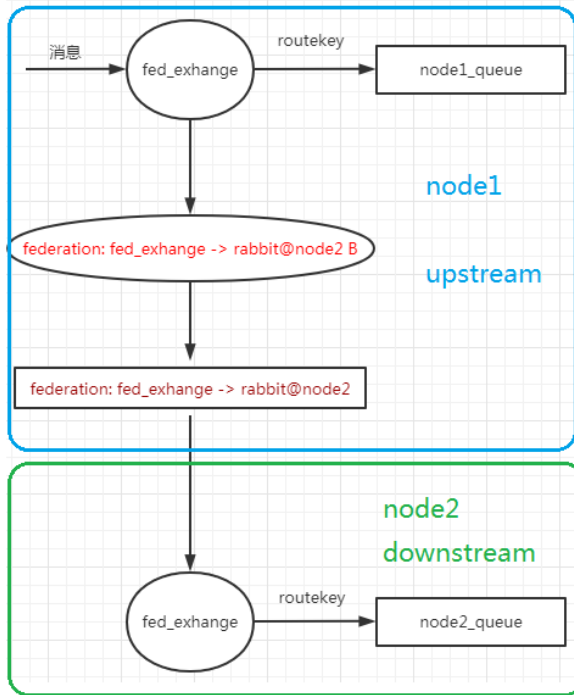 消息
fed_exhange
routekey
node1_queue
node1
federation: fed_exhange -> rabbit@node2 B
upstream
federation: fed_exhange -> rabbit@node2
node2
downstream
fed_exhange
routekey
node2_queue